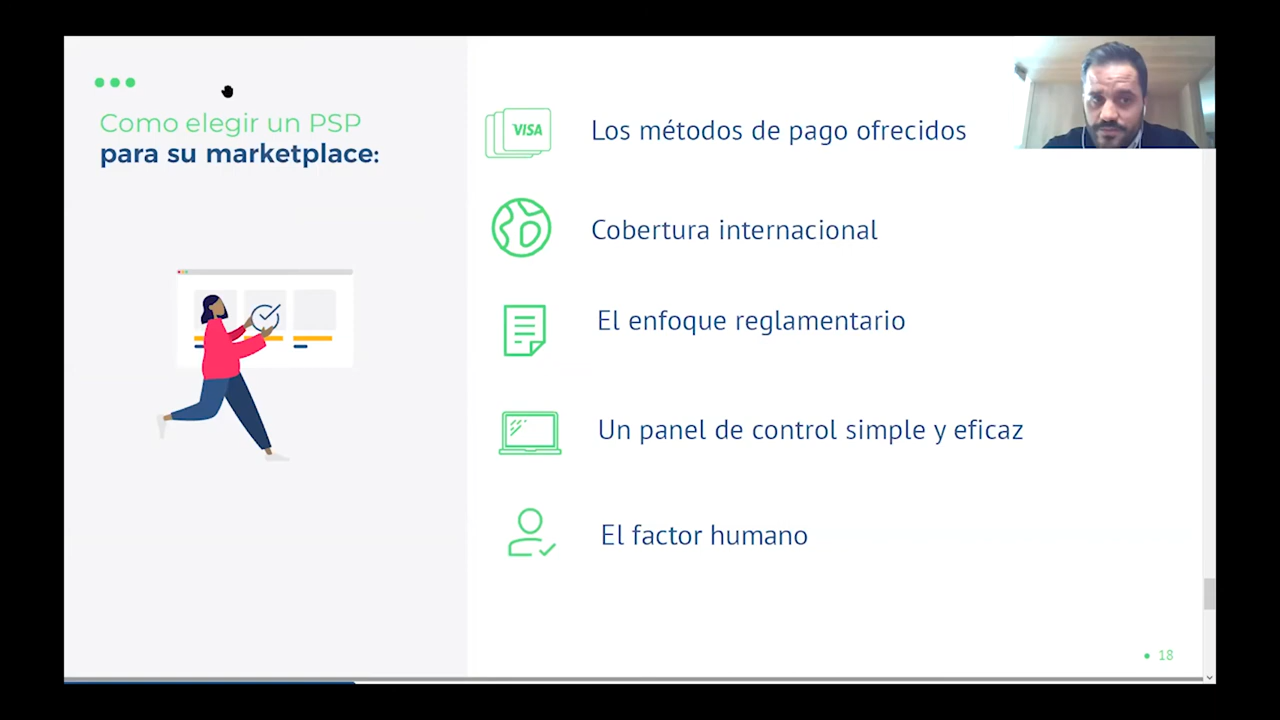 Como elegir un PSP
para su marketplace:
VISA
Los métodos de pago ofrecidos
Cobertura internacional
El enfoque reglamentario
Un panel de control simple y eficaz
El factor humano
18